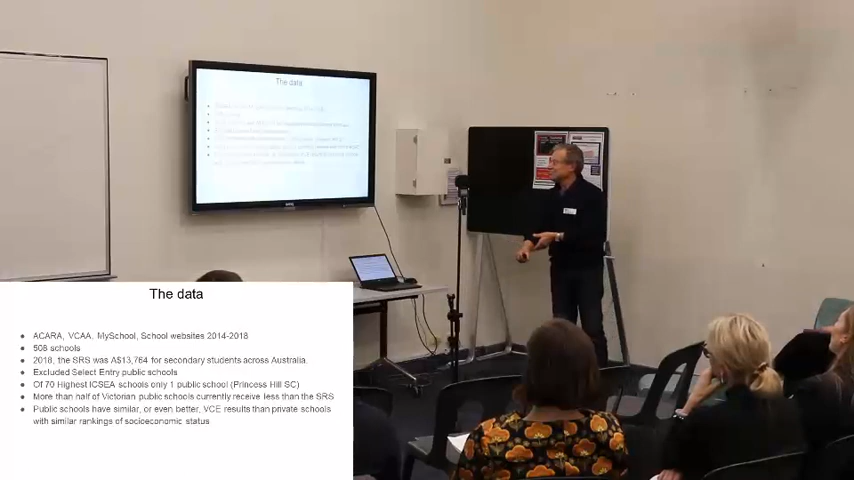 The data
The data
ACARA, VCAA. MySchool, School websites 2014-2018
508 schools
2018, the SRS was A$13,764 for secondary students across Australia.
Excluded Select Entry public schools
Of 70 Highest ICSEA schools only 1 public school (Princess Hill SC)
More than half of Victorian public schools currently receive less than the SRS
Public schools have similar, or even better, VCE results than private schools
with similar rankings of socioeconomic status